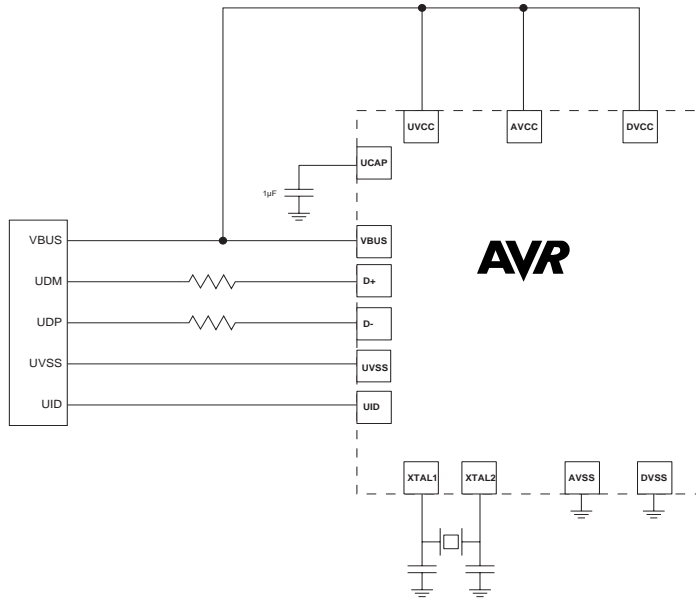 UVCC
AVCC
DVCC
UCAP
1µF
VBUS
VBUS
UDM
D+
UDP
D-
UVSS
UVSS
UID
UID
AVR
XTAL1
XTAL2
AVSS
DVSS